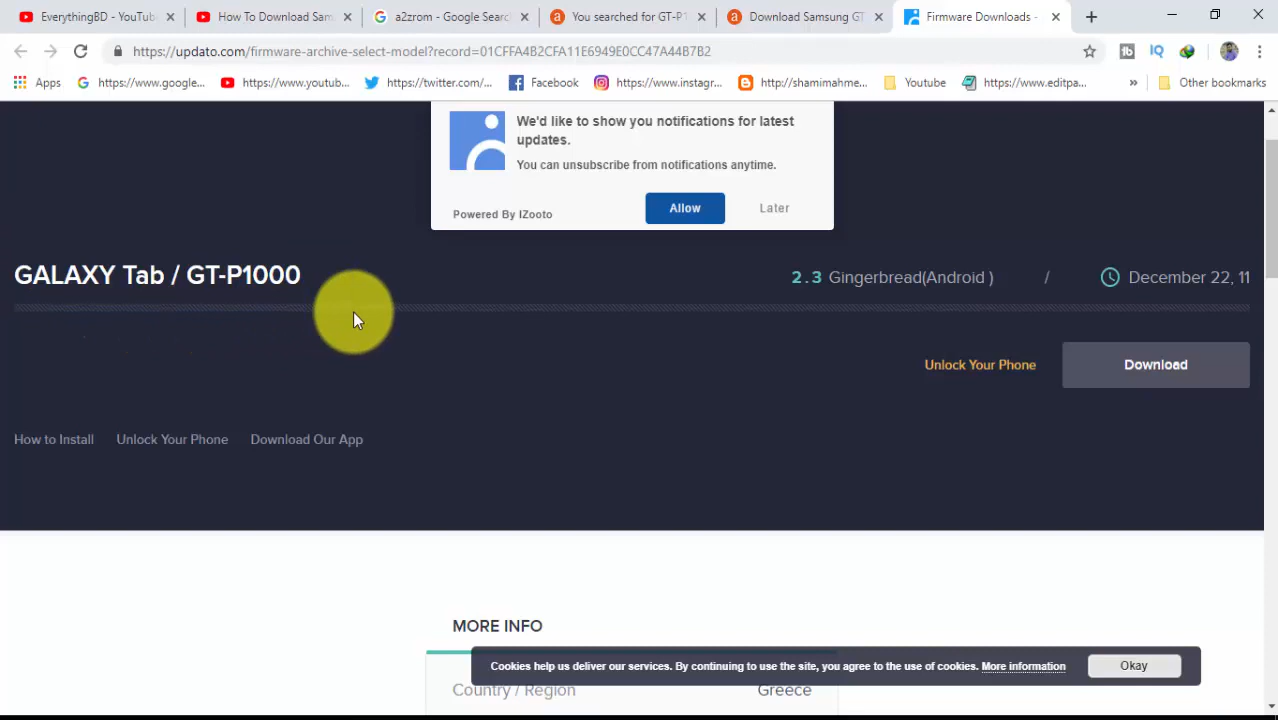 EverythingBD - YouTu
How To Download Sam
a2zrom - Google Searc
You searched for GT-P1
Download Samsung GT
Firmware Downloads -
https://updato.com/firmware-archive-select-model?record=01CFFA4B2CFA11E6949E0CC47A44B7B2
Apps
https://www.google...
https://www.youtub...
https://twitter.com/...
Facebook
https://www.instagr...
http://shamimahme...
Youtube
https://www.editpa...
»
Other bookmarks
We'd like to show you notifications for latest
updates.
You can unsubscribe from notifications anytime.
Powered By IZooto
Allow
Later
GALAXY Tab / GT-P1000
2.3 Gingerbread(Android )
/
December 22, 11
Unlock Your Phone
Download
How to Install
Unlock Your Phone
Download Our App
MORE INFO
Cookies help us deliver our services. By continuing to use the site, you agree to the use of cookies. More information
Okay
Country / Region
Greece